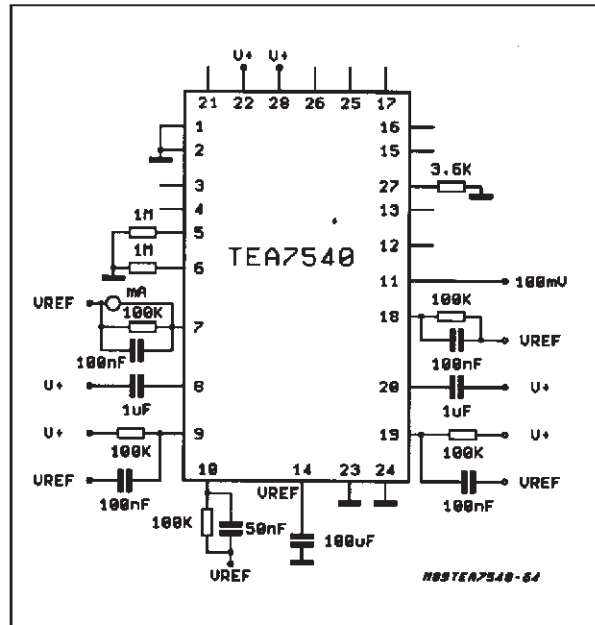 V+ V+
21 22 28 26 25 17
1 16
2 15
3.6K
3 27
4 13
1M
5 12
TEA7540
1M
6 11 100mV
100K
mA 18
VREF
100K
7
100nF VREF
100nF
V+ 8 20 V+
1uF 1uF
V+ 9 19 V+
100K 100K
10 14 23 24
VREF VREF VREF
100nF 100nF
100K 50nF 100uF
VREF
M89TEA7540-64